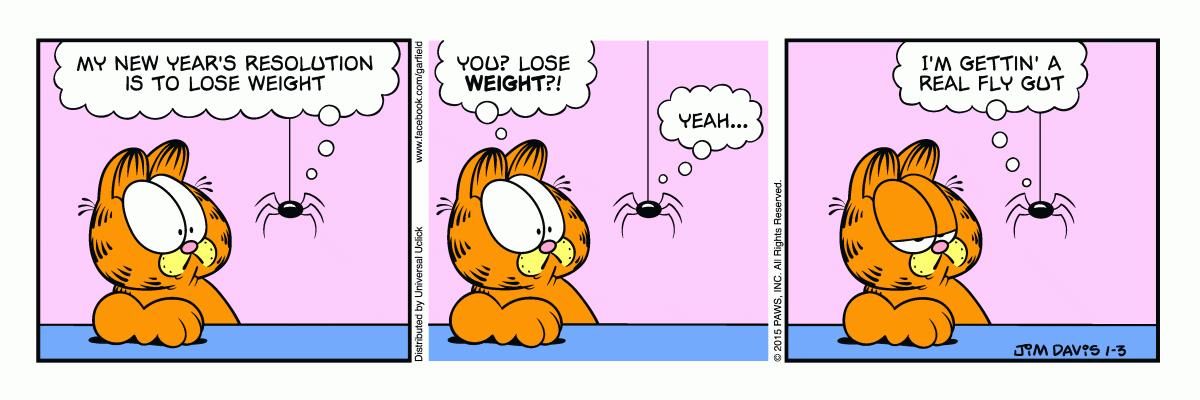 MY NEW YEAR'S RESOLUTION
IS TO LOSE WEIGHT
www.facebook.com/garfield
Distributed by Universal Uclick
YOU? LOSE
WEIGHT?!
YEAH...
© 2015 PAWS, INC. All Rights Reserved.
I'M GETTIN' A
REAL FLY GUT
JIM DAVIS 1-3